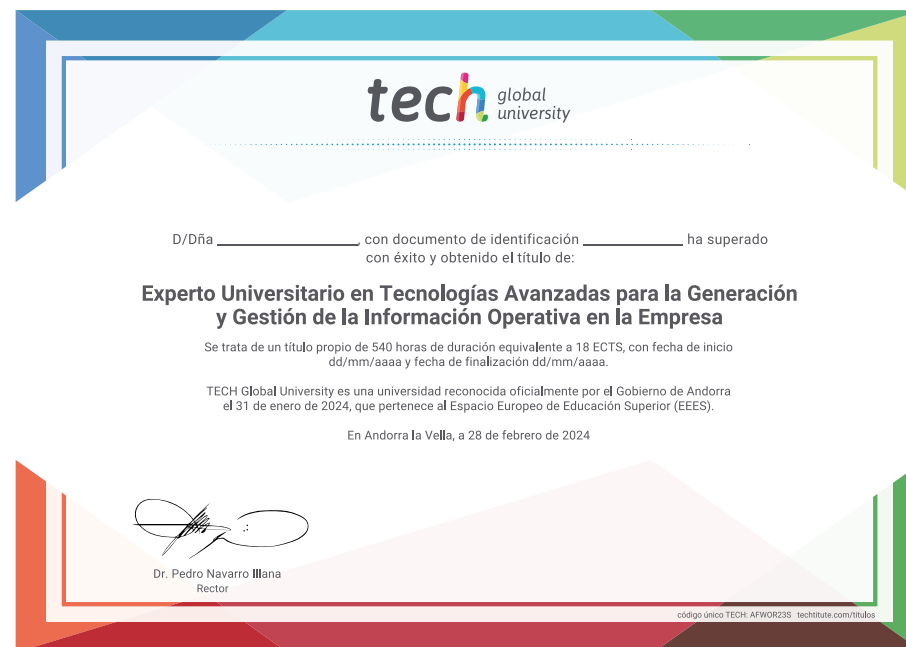 tech global university
D/Dña ____________________, con documento de identificación ______________ ha superado
con éxito y obtenido el título de:
Experto Universitario en Tecnologías Avanzadas para la Generación
y Gestión de la Información Operativa en la Empresa
Se trata de un título propio de 540 horas de duración equivalente a 18 ECTS, con fecha de inicio
dd/mm/aaaa y fecha de finalización dd/mm/aaaa.
TECH Global University es una universidad reconocida oficialmente por el Gobierno de Andorra
el 31 de enero de 2024, que pertenece al Espacio Europeo de Educación Superior (EEES).
En Andorra la Vella, a 28 de febrero de 2024
Dr. Pedro Navarro Illana
Rector
código único TECH: AFWOR23S techtitute.com/titulos